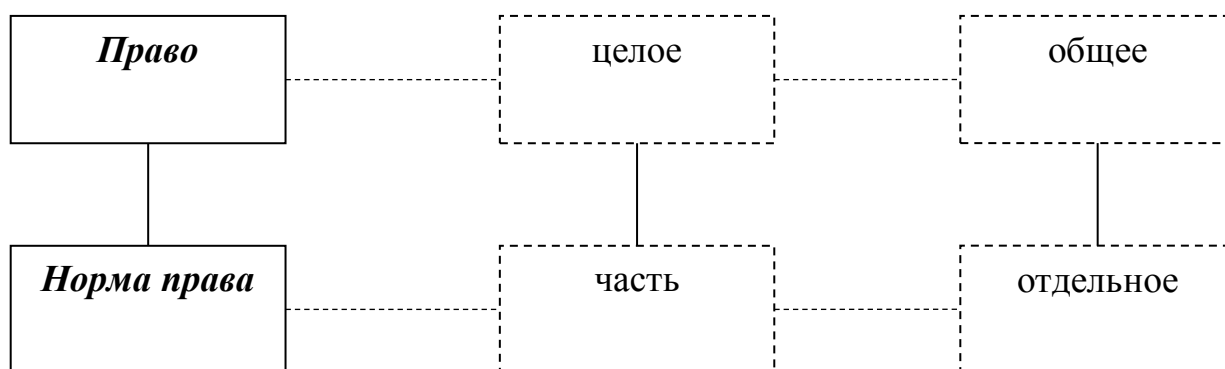 Право
целое
общее
Норма права
часть
отдельное